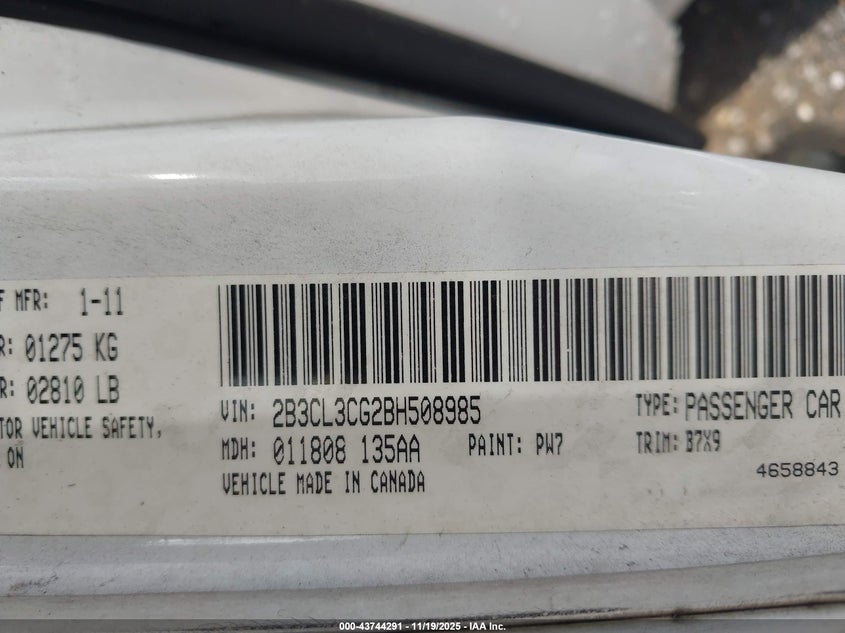 F MFR: 1-11
R: 01275 KG
R: 02810 LB
TOR VEHICLE SAFETY,
ON
VIN: 2B3CL3CG2BH508985 TYPE: PASSENGER CAR
MDH: 011808 135AA PAINT: PW7 TRIM: B7X9
VEHICLE MADE IN CANADA 4658843
000-43744291 - 11/19/2025 - IAA Inc.